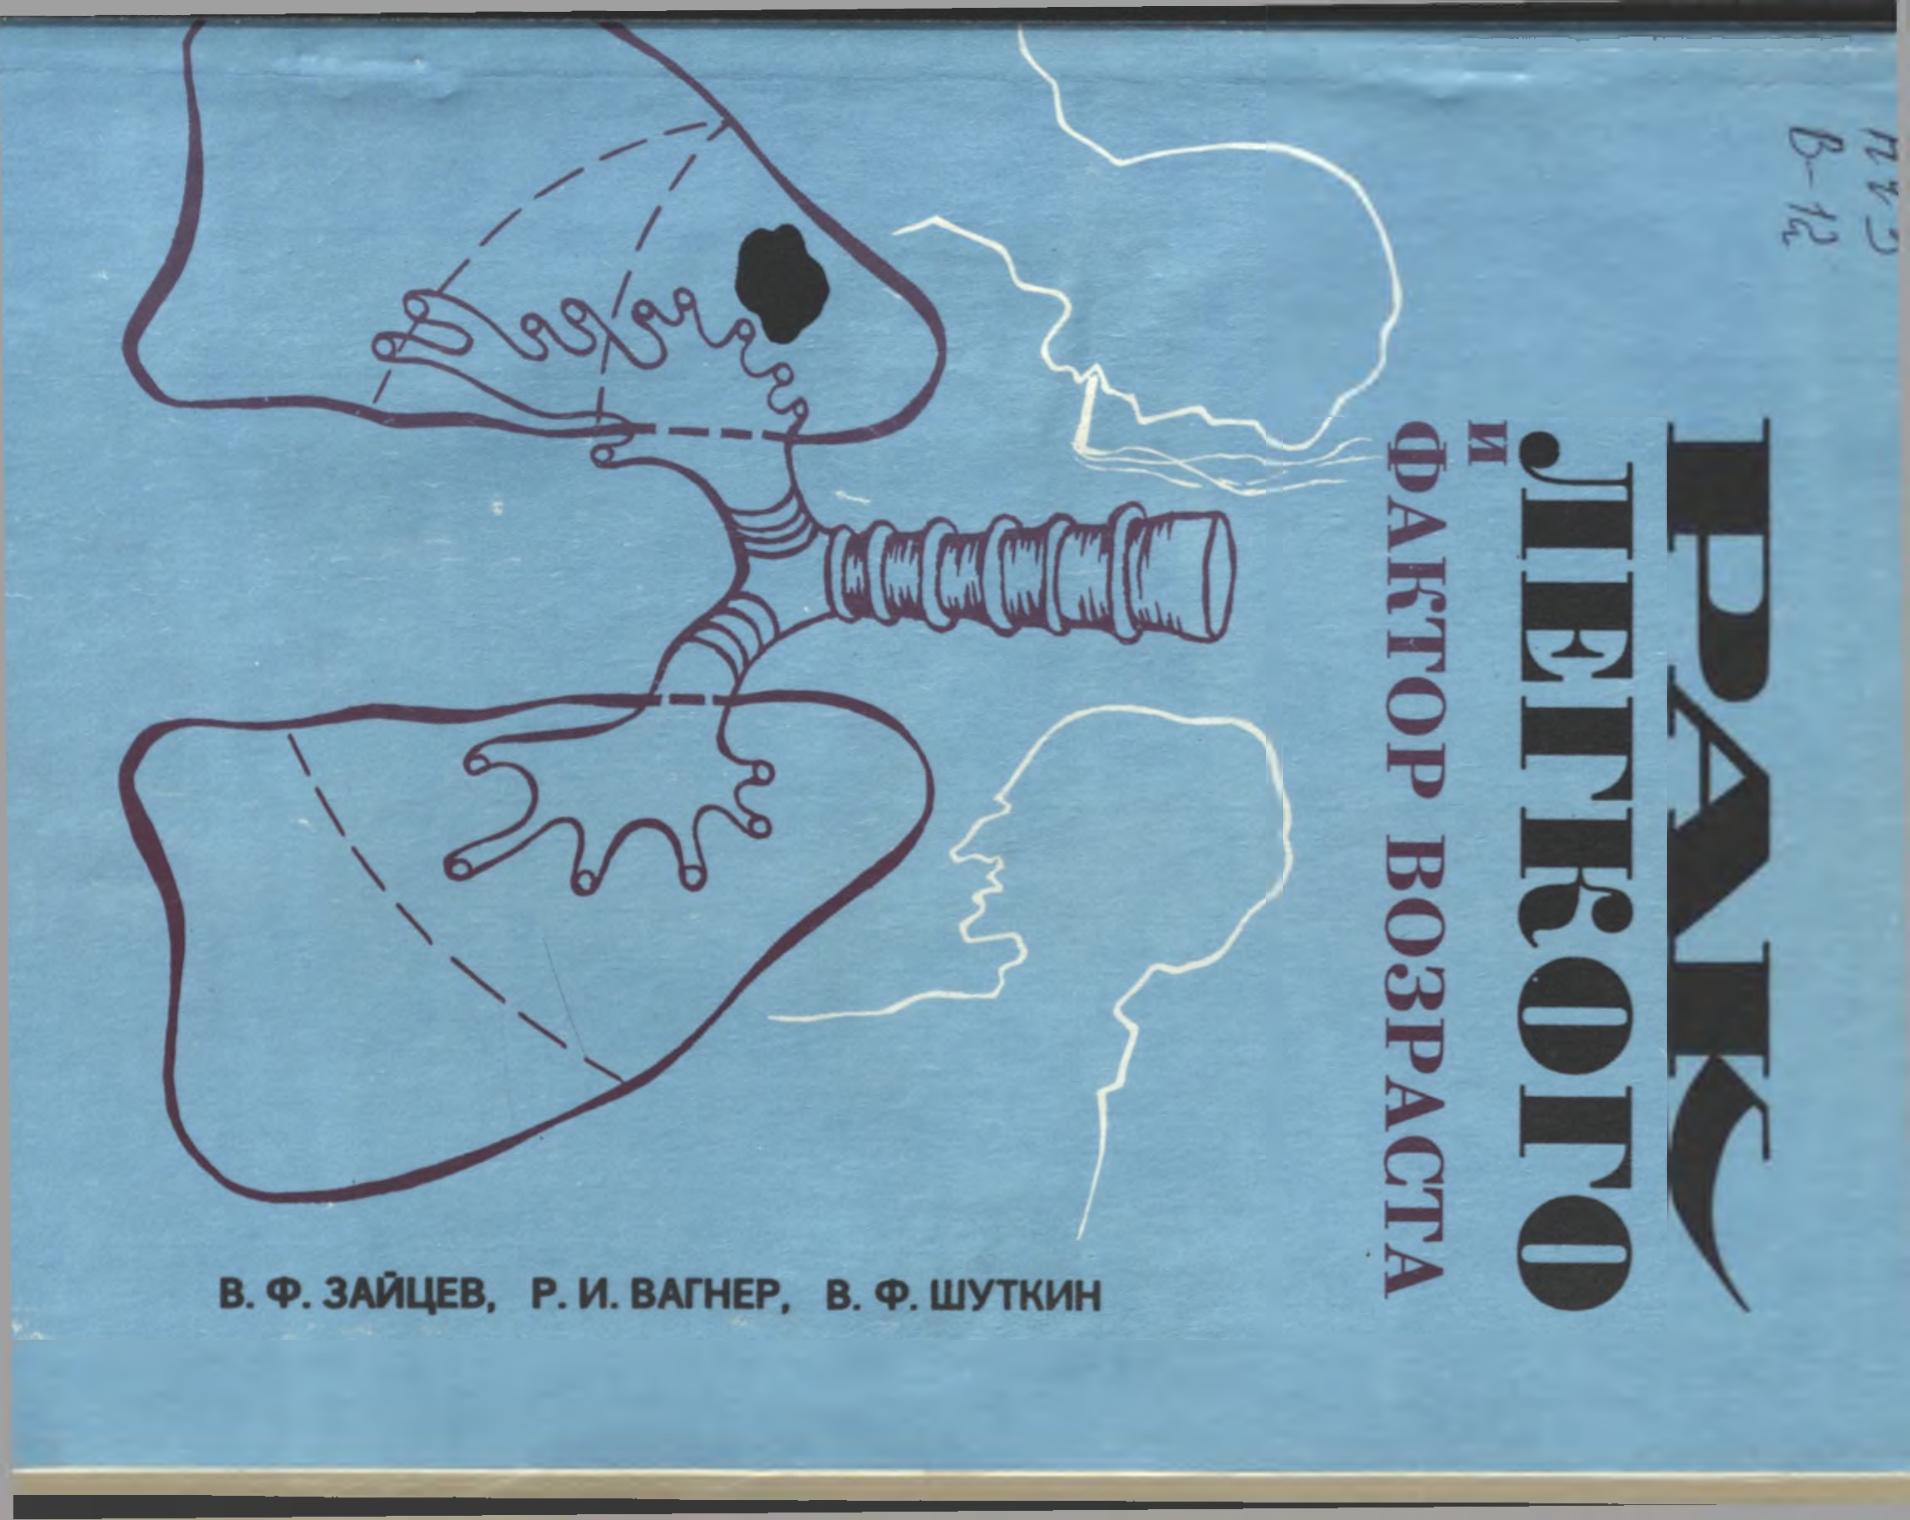 РАК
ЛЕГКОГО
И
ФАКТОР ВОЗРАСТА
В. Ф. ЗАЙЦЕВ, Р. И. ВАГНЕР, В. Ф. ШУТКИН